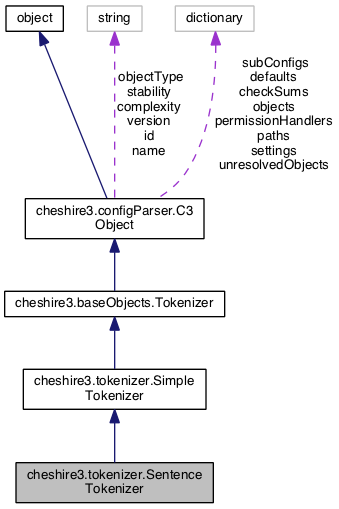 object
string
dictionary
objectType
stability
complexity
version
id
name
subConfigs
defaults
checkSums
objects
permissionHandlers
paths
settings
unresolvedObjects
cheshire3.configParser.C3
Object
cheshire3.baseObjects.Tokenizer
cheshire3.tokenizer.Simple
Tokenizer
cheshire3.tokenizer.Sentence
Tokenizer